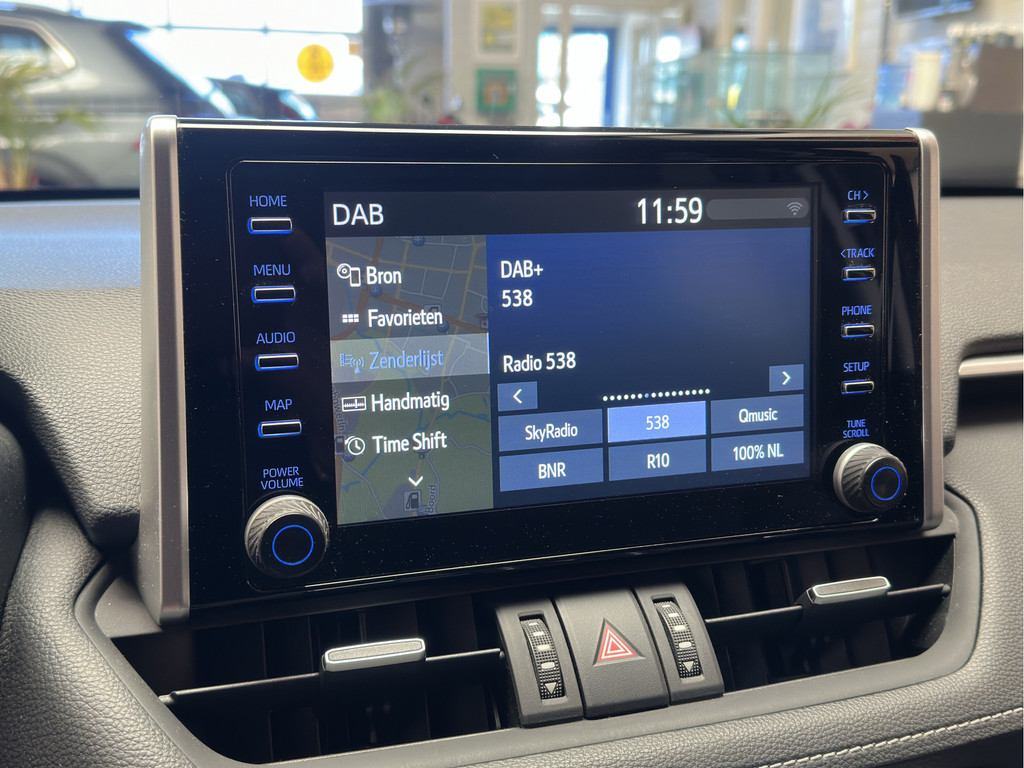 HOME
MENU
AUDIO
MAP
POWER
VOLUME
DAB
11:59
Bron
Favorieten
Zenderlijst
Handmatig
Time Shift
DAB+
538
Radio 538
SkyRadio
538
Qmusic
BNR
R10
100% NL
CH>
<TRACK
PHONE
SETUP
TUNE
SCROLL